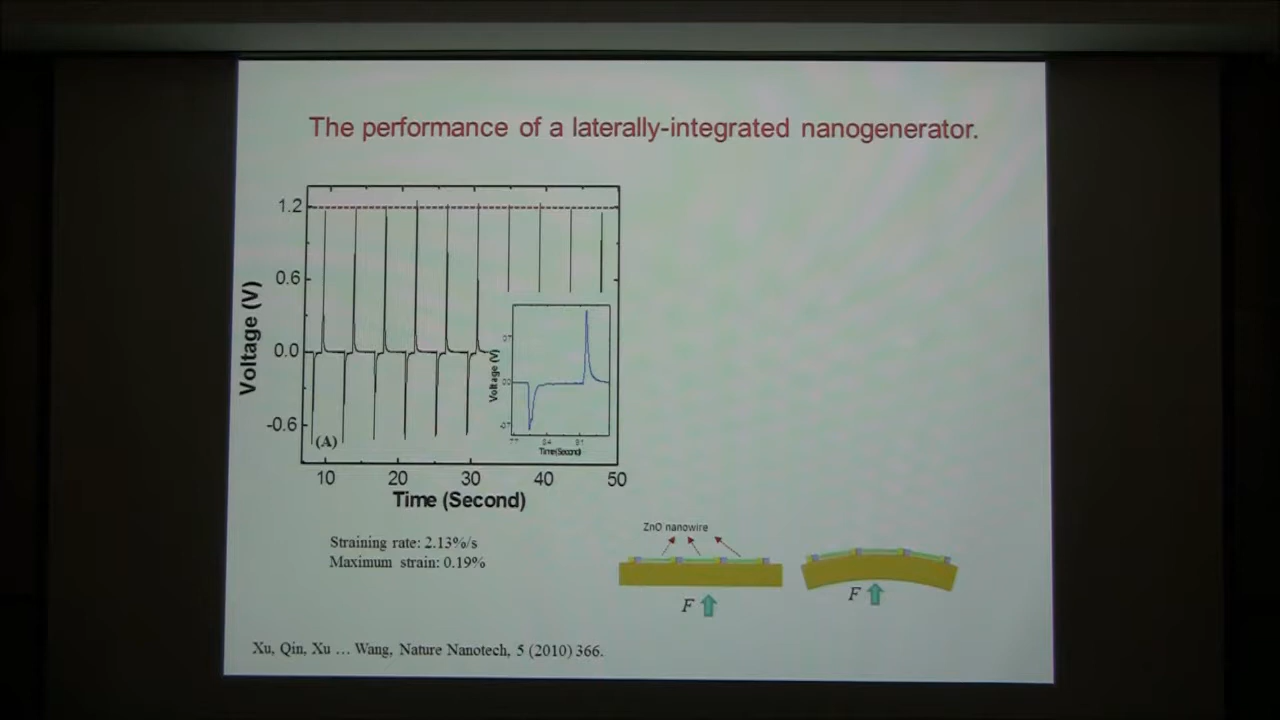 The performance of a laterally-integrated nanogenerator.
1.2
0.6
0.0
-0.6
Voltage (V)
(A)
10 20 30 40 50
Time (Second)
Voltage (V)
Time(Second)
Straining rate: 2.13%/s
Maximum strain: 0.19%
ZnO nanowire
F
F
Xu, Qin, Xu … Wang, Nature Nanotech, 5 (2010) 366.